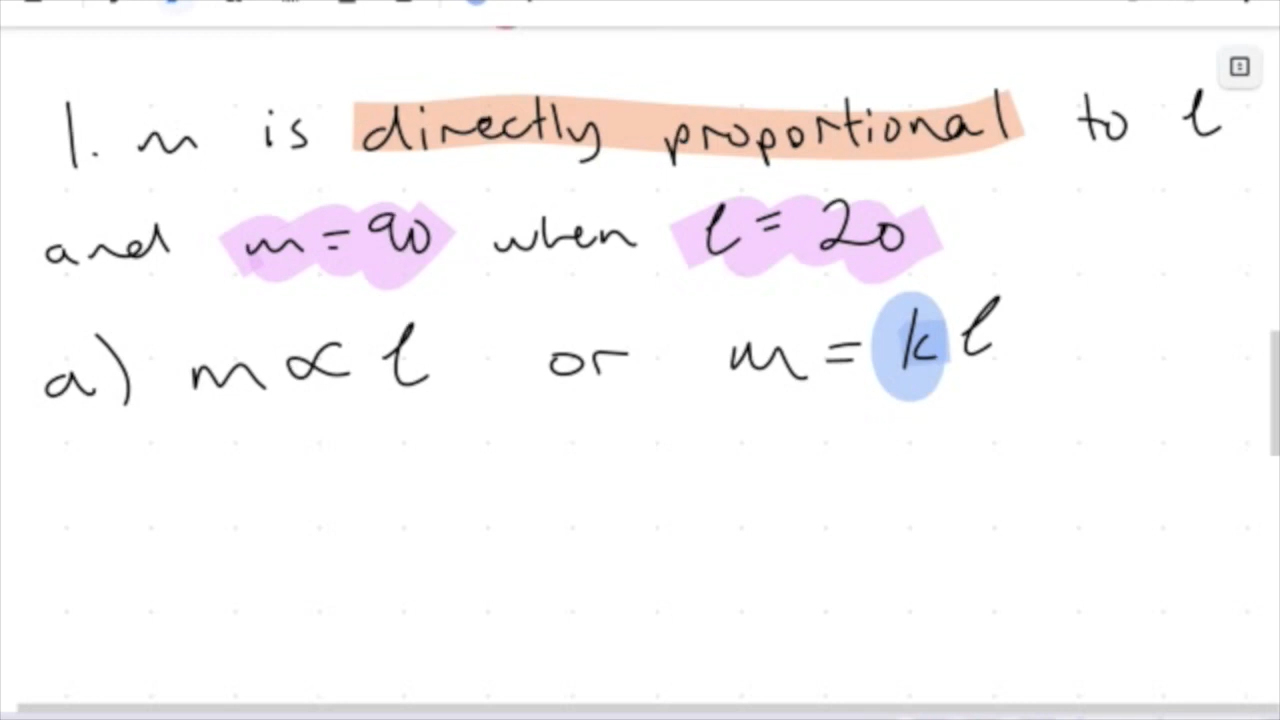 1. m is directly proportional to l
and m = 90 when l = 20
a) m ∝ l or m = kl